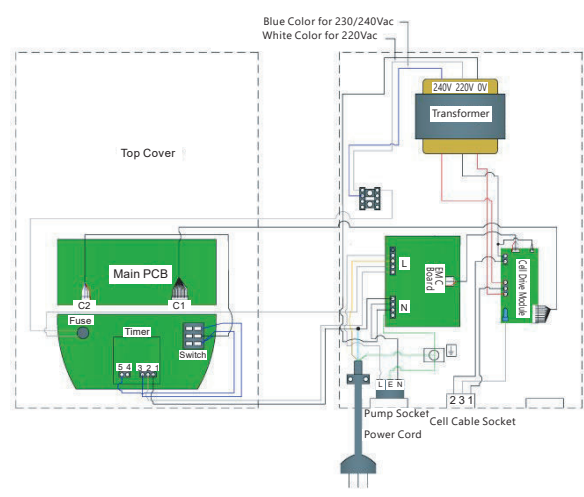 Blue Color for 230/240Vac
White Color for 220Vac
240V 220V 0V
Transformer
Top Cover
Main PCB
C2
C1
Fuse
Timer
Switch
5 4
3 2 1
L
N
EMC
Board
Cell Drive Module
L E N
2 3 1
Pump Socket
Cell Cable Socket
Power Cord